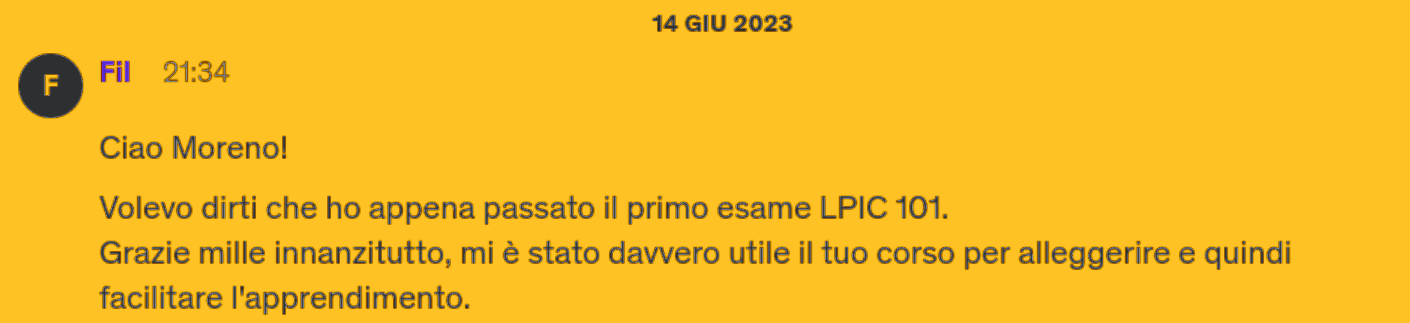 14 GIU 2023
F
Fil 21:34
Ciao Moreno!
Volevo dirti che ho appena passato il primo esame LPIC 101.
Grazie mille innanzitutto, mi è stato davvero utile il tuo corso per alleggerire e quindi
facilitare l'apprendimento.